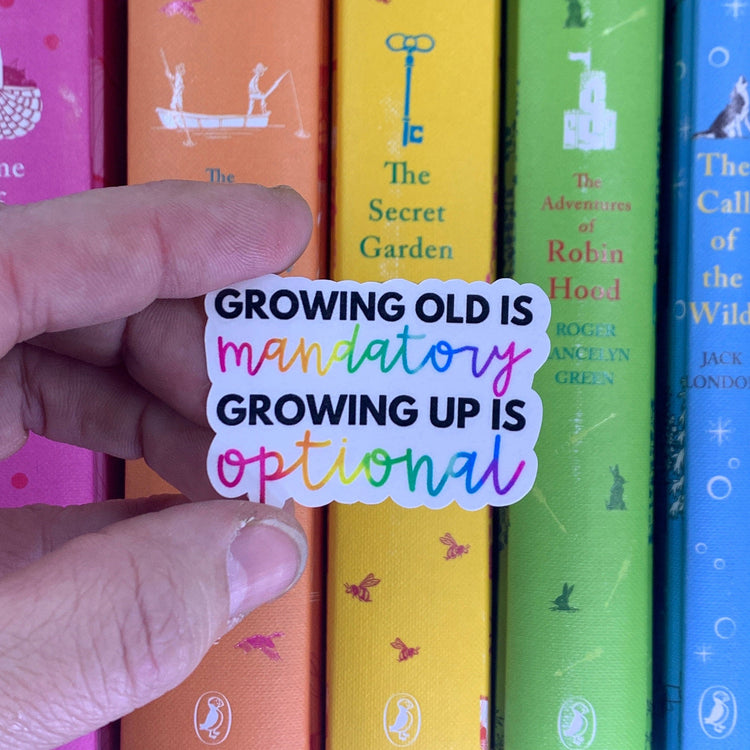 GROWING OLD IS
mandatory
GROWING UP IS
optional
The
The
Secret
Garden
The
Adventures
of
Robin
Hood
ROGER
LANCELYN
GREEN
The
Call
of
the
Wild
JACK
LONDON